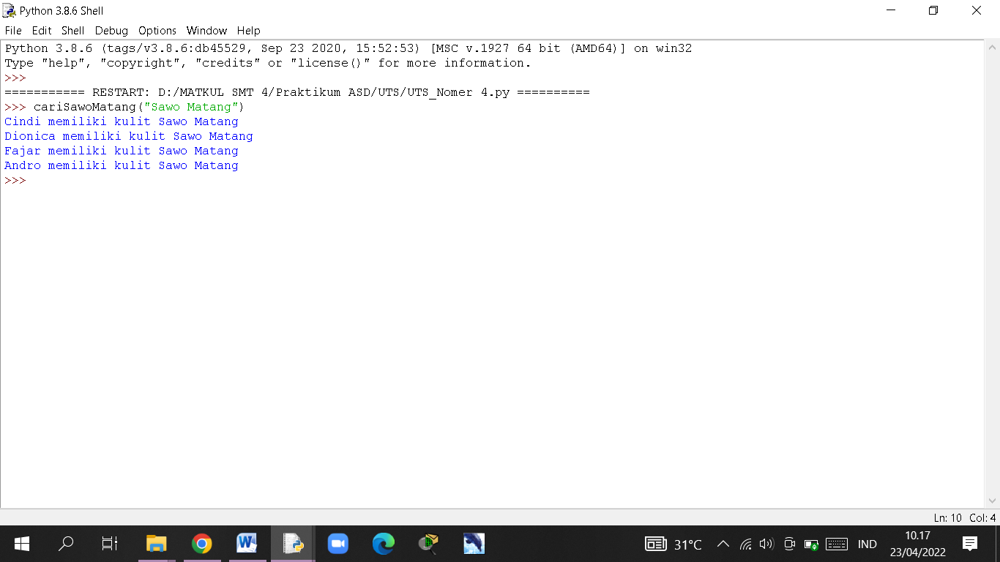 Python 3.8.6 Shell
File Edit Shell Debug Options Window Help
Python 3.8.6 (tags/v3.8.6:db45529, Sep 23 2020, 15:52:53) [MSC v.1927 64 bit (AMD64)] on win32
Type "help", "copyright", "credits" or "license()" for more information.
>>>
=========== RESTART: D:/MATKUL SMT 4/Praktikum ASD/UTS/UTS_Nomer 4.py ==========
>>> cariSawoMatang("Sawo Matang")
Cindi memiliki kulit Sawo Matang
Dionica memiliki kulit Sawo Matang
Fajar memiliki kulit Sawo Matang
Andro memiliki kulit Sawo Matang
>>>
Ln: 10 Col: 4
31°C IND 10.17
23/04/2022